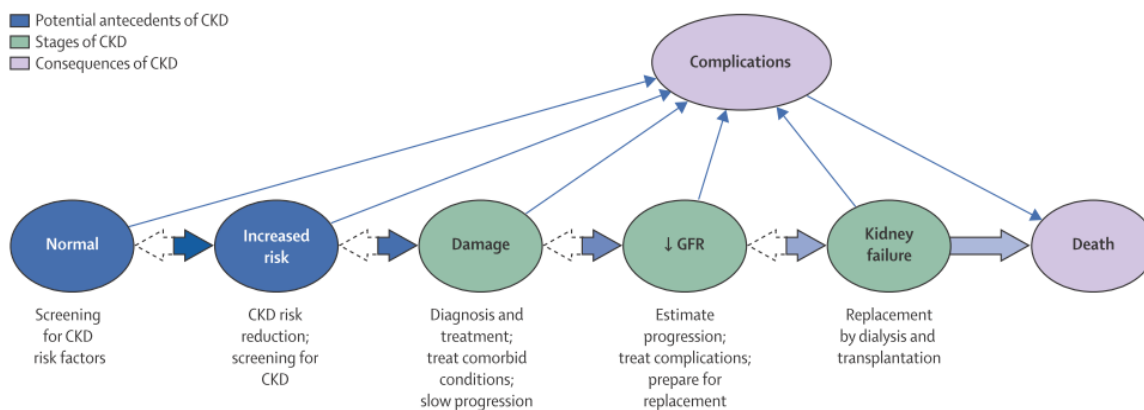 Potential antecedents of CKD
Stages of CKD
Consequences of CKD
Complications
Normal
Increased
risk
Damage
↓ GFR
Kidney
failure
Death
Screening
for CKD
risk factors
CKD risk
reduction;
screening for
CKD
Diagnosis and
treatment;
treat comorbid
conditions;
slow progression
Estimate
progression;
treat complications;
prepare for
replacement
Replacement
by dialysis and
transplantation